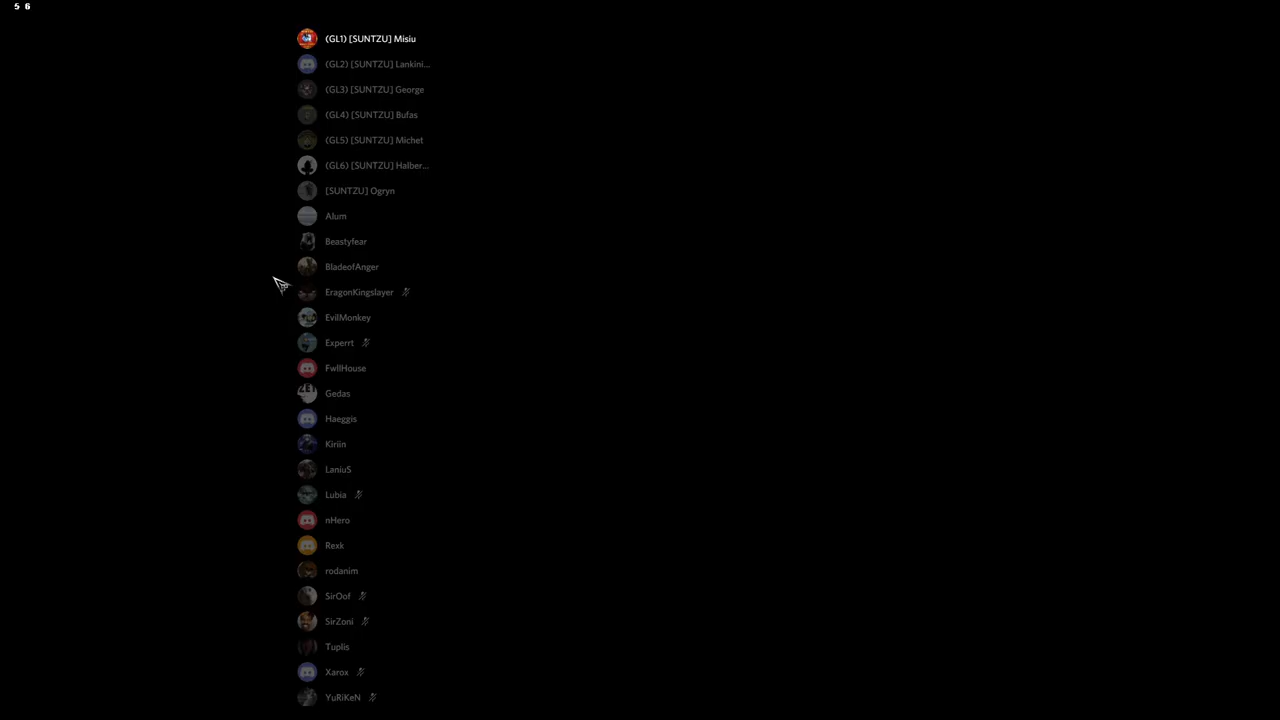 5 6
(GL1) [SUNTZU] Misiu
(GL2) [SUNTZU] Lankini...
(GL3) [SUNTZU] George
(GL4) [SUNTZU] Bufas
(GL5) [SUNTZU] Michet
(GL6) [SUNTZU] Halber...
[SUNTZU] Ogryn
Alum
Beastyfear
BladeofAnger
EragonKingslayer
EvilMonkey
Experrt
FwllHouse
Gedas
Haeggis
Kiriin
LaniuS
Lubia
nHero
Rexk
rodanim
SirOof
SirZoni
Tuplis
Xarox
YuRiKeN